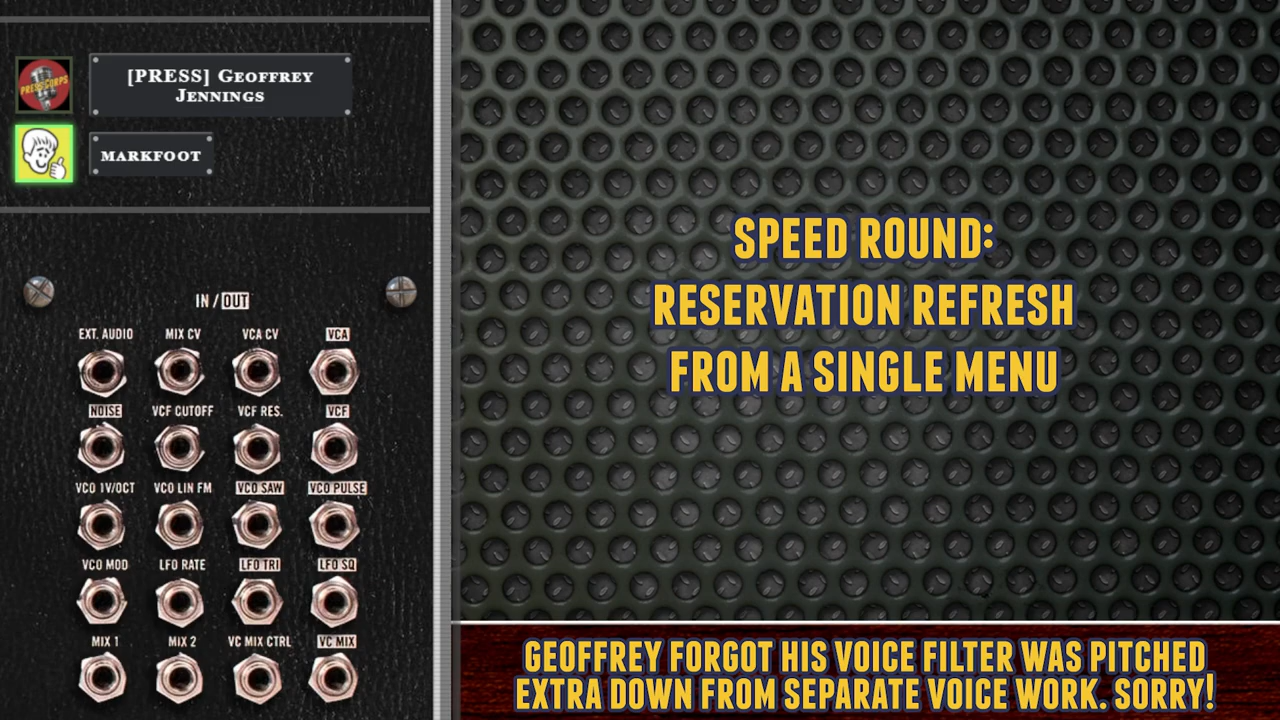 PRESS CORPS
[PRESS] GEOFFREY
JENNINGS
MARKFOOT
IN / OUT
EXT. AUDIO MIX CV VCA CV VCA
NOISE VCF CUTOFF VCF RES. VCF
VCO 1V/OCT VCO LIN FM VCO SAW VCO PULSE
VCO MOD LFO RATE LFO TRI LFO SQ
MIX 1 MIX 2 VC MIX CTRL VC MIX
SPEED ROUND:
RESERVATION REFRESH
FROM A SINGLE MENU
GEOFFREY FORGOT HIS VOICE FILTER WAS PITCHED
EXTRA DOWN FROM SEPARATE VOICE WORK. SORRY!